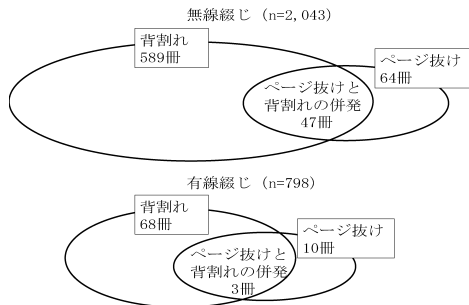 無線綴じ (n=2,043)
背割れ
589冊
ページ抜け
64冊
ページ抜けと
背割れの併発
47冊
有線綴じ (n=798)
背割れ
68冊
ページ抜け
10冊
ページ抜けと
背割れの併発
3冊